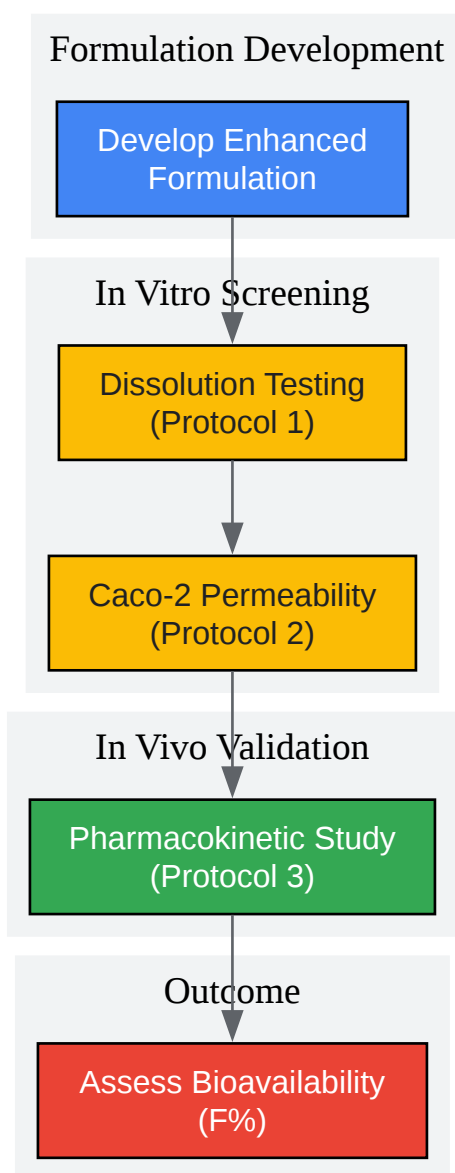 Formulation Development
Develop Enhanced
Formulation
In Vitro Screening
Dissolution Testing
(Protocol 1)
Caco-2 Permeability
(Protocol 2)
In Vivo Validation
Pharmacokinetic Study
(Protocol 3)
Outcome
Assess Bioavailability
(F%)